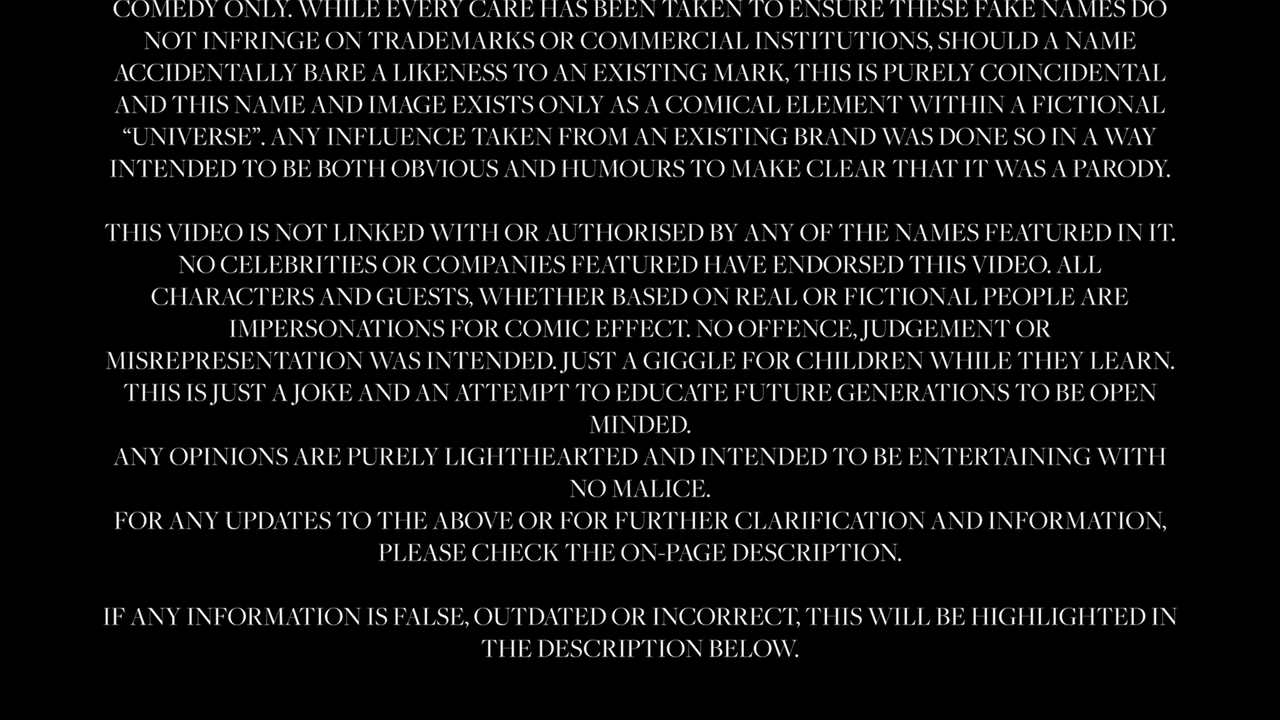 COMEDY ONLY. WHILE EVERY CARE HAS BEEN TAKEN TO ENSURE THESE FAKE NAMES DO
NOT INFRINGE ON TRADEMARKS OR COMMERCIAL INSTITUTIONS, SHOULD A NAME
ACCIDENTALLY BARE A LIKENESS TO AN EXISTING MARK, THIS IS PURELY COINCIDENTAL
AND THIS NAME AND IMAGE EXISTS ONLY AS A COMICAL ELEMENT WITHIN A FICTIONAL
“UNIVERSE”. ANY INFLUENCE TAKEN FROM AN EXISTING BRAND WAS DONE SO IN A WAY
INTENDED TO BE BOTH OBVIOUS AND HUMOURS TO MAKE CLEAR THAT IT WAS A PARODY.
THIS VIDEO IS NOT LINKED WITH OR AUTHORISED BY ANY OF THE NAMES FEATURED IN IT.
NO CELEBRITIES OR COMPANIES FEATURED HAVE ENDORSED THIS VIDEO. ALL
CHARACTERS AND GUESTS, WHETHER BASED ON REAL OR FICTIONAL PEOPLE ARE
IMPERSONATIONS FOR COMIC EFFECT. NO OFFENCE, JUDGEMENT OR
MISREPRESENTATION WAS INTENDED. JUST A GIGGLE FOR CHILDREN WHILE THEY LEARN.
THIS IS JUST A JOKE AND AN ATTEMPT TO EDUCATE FUTURE GENERATIONS TO BE OPEN
MINDED.
ANY OPINIONS ARE PURELY LIGHTHEARTED AND INTENDED TO BE ENTERTAINING WITH
NO MALICE.
FOR ANY UPDATES TO THE ABOVE OR FOR FURTHER CLARIFICATION AND INFORMATION,
PLEASE CHECK THE ON-PAGE DESCRIPTION.
IF ANY INFORMATION IS FALSE, OUTDATED OR INCORRECT, THIS WILL BE HIGHLIGHTED IN
THE DESCRIPTION BELOW.